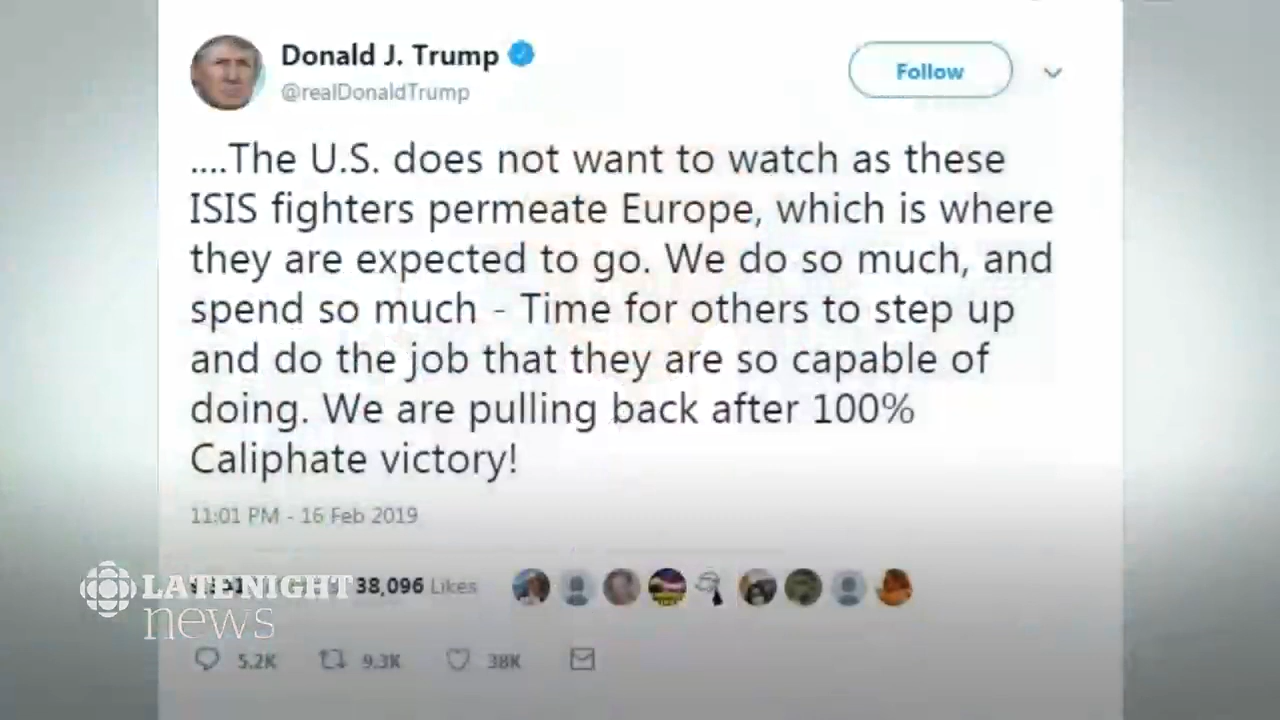 Donald J. Trump
@realDonaldTrump
Follow
....The U.S. does not want to watch as these
ISIS fighters permeate Europe, which is where
they are expected to go. We do so much, and
spend so much - Time for others to step up
and do the job that they are so capable of
doing. We are pulling back after 100%
Caliphate victory!
11:01 PM - 16 Feb 2019
38,096 Likes
LATE NIGHT
news
5.2K 9.3K 38K